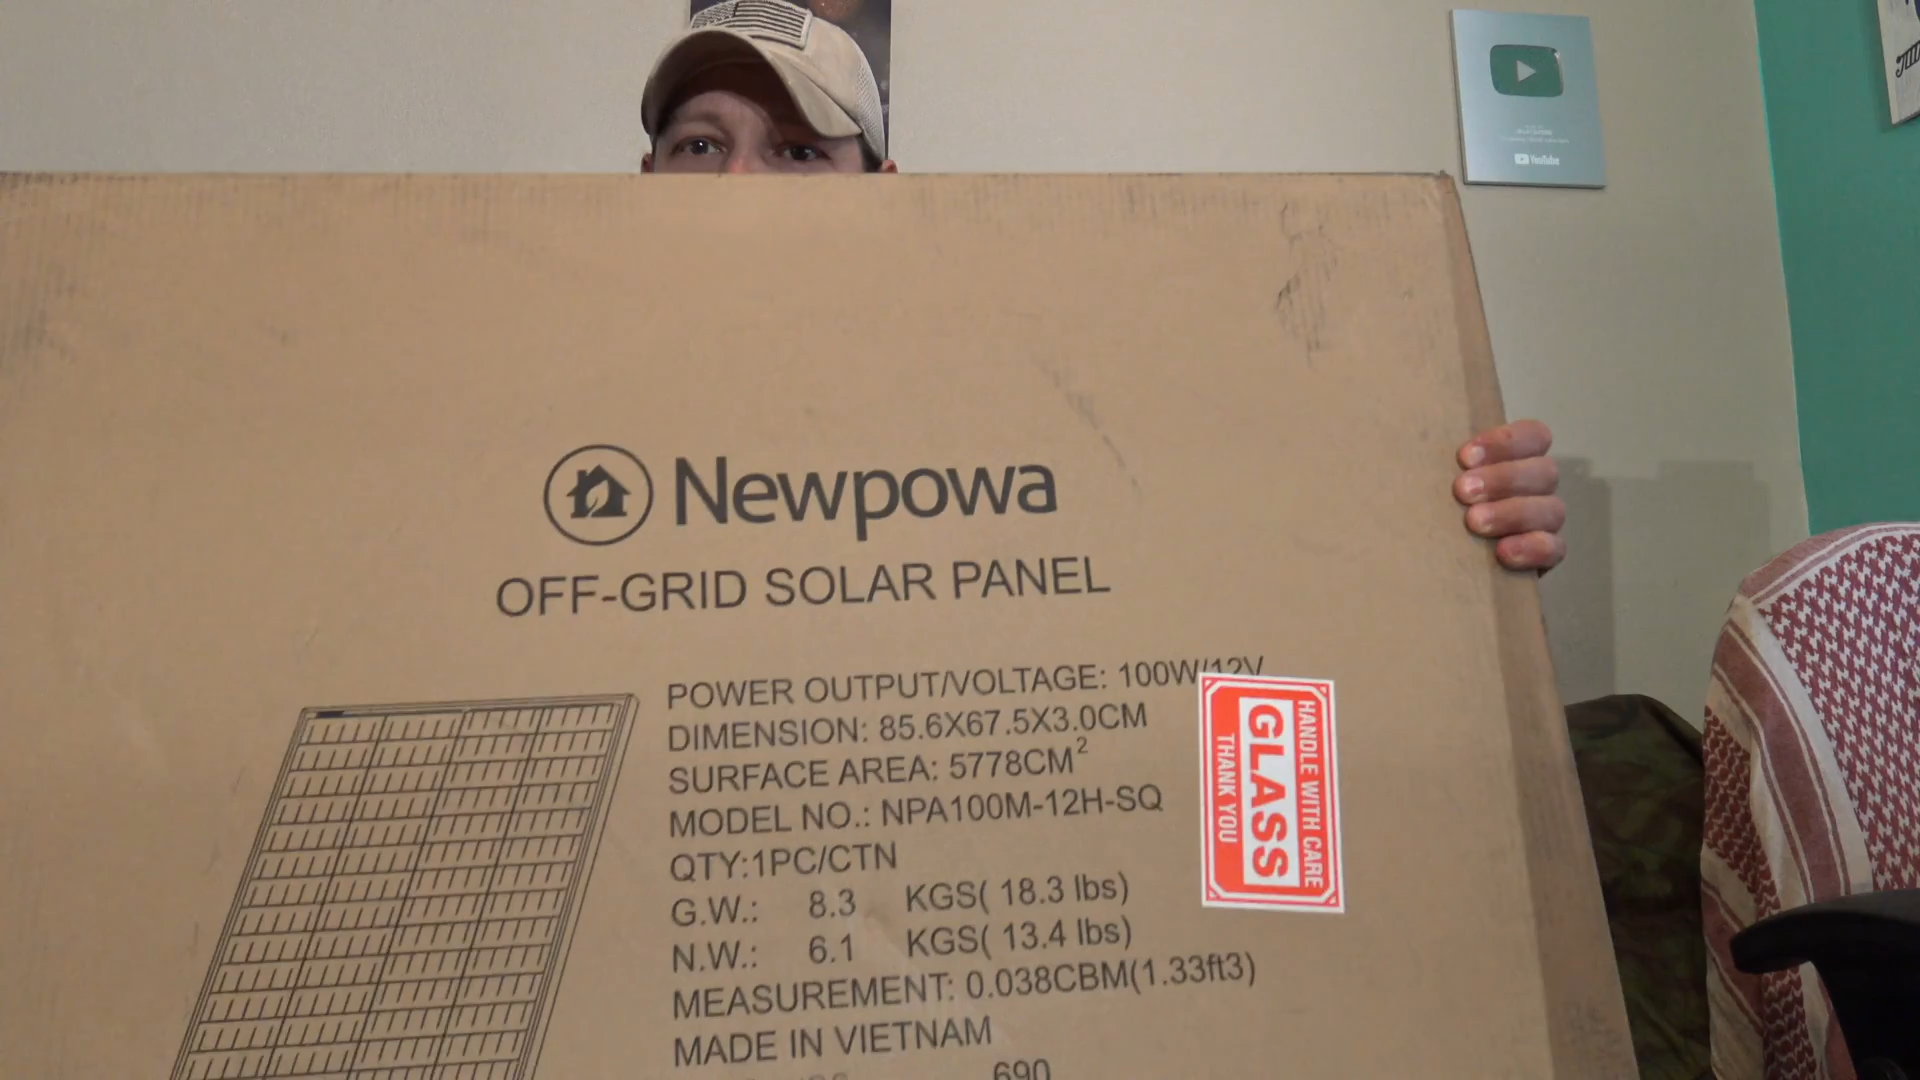 YouTube
Newpowa
OFF-GRID SOLAR PANEL
POWER OUTPUT/VOLTAGE: 100W/12V
DIMENSION: 85.6X67.5X3.0CM
SURFACE AREA: 5778CM²
MODEL NO.: NPA100M-12H-SQ
QTY:1PC/CTN
G.W.: 8.3 KGS( 18.3 lbs)
N.W.: 6.1 KGS( 13.4 lbs)
MEASUREMENT: 0.038CBM(1.33ft3)
MADE IN VIETNAM
690
HANDLE WITH CARE
GLASS
THANK YOU